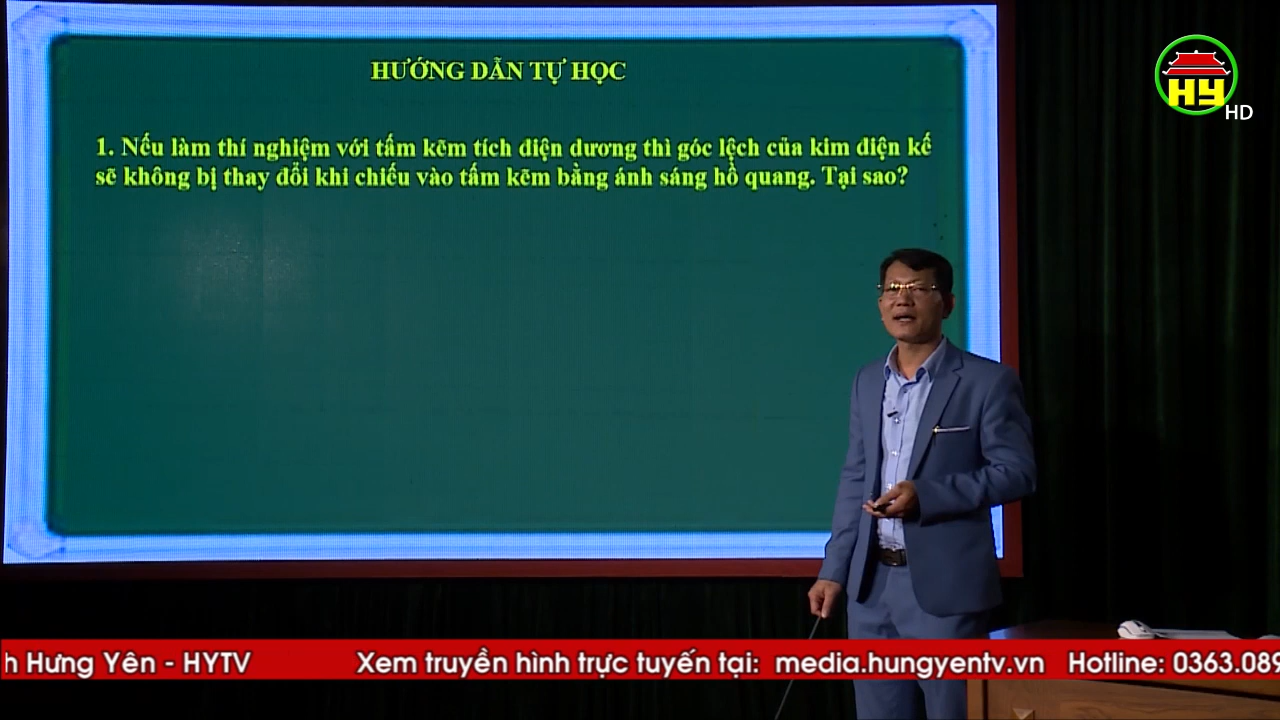 HƯỚNG DẪN TỰ HỌC
1. Nếu làm thí nghiệm với tấm kẽm tích điện dương thì góc lệch của kim điện kế
sẽ không bị thay đổi khi chiếu vào tấm kẽm bằng ánh sáng hồ quang. Tại sao?
HY
HD
h Hưng Yên - HYTV Xem truyền hình trực tuyến tại: media.hungyentv.vn Hotline: 0363.089